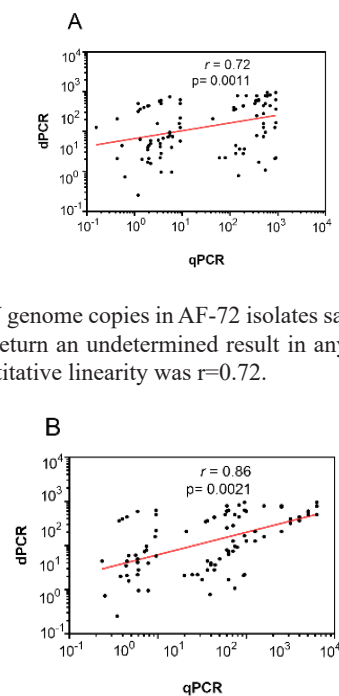 A
r = 0.72
p= 0.0011
dPCR
10⁴
10³
10²
10¹
10⁰
10⁻¹
10⁻¹ 10⁰ 10¹ 10² 10³ 10⁴
qPCR
genome copies in AF-72 isolates sa
eturn an undetermined result in any
titative linearity was r=0.72.
B
r = 0.86
p= 0.0021
dPCR
10⁴
10³
10²
10¹
10⁰
10⁻¹
10⁻¹ 10⁰ 10¹ 10² 10³ 10⁴
qPCR